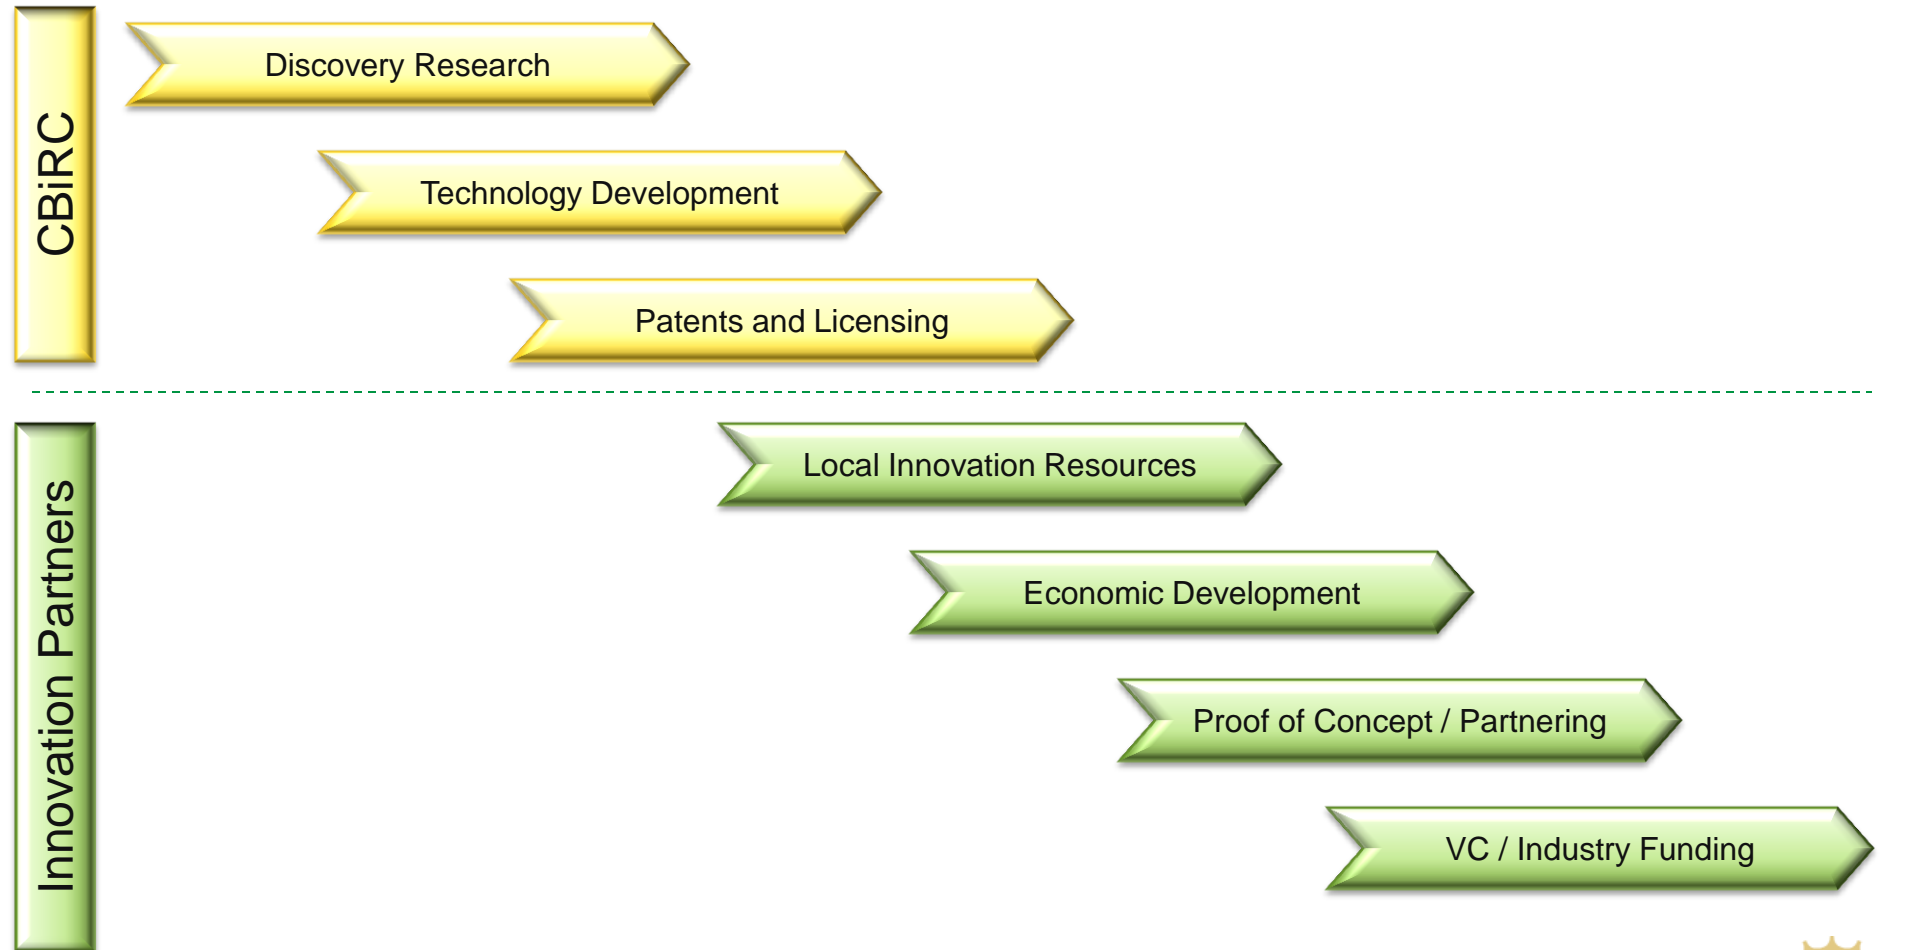 CBiRC
Discovery Research
Technology Development
Patents and Licensing
Innovation Partners
Local Innovation Resources
Economic Development
Proof of Concept / Partnering
VC / Industry Funding